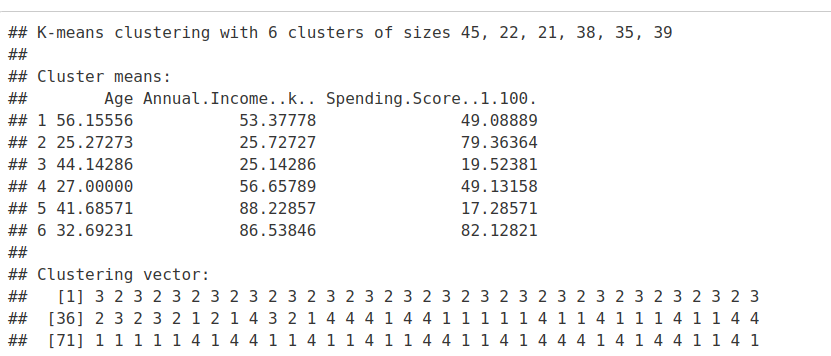 ## K-means clustering with 6 clusters of sizes 45, 22, 21, 38, 35, 39
##
## Cluster means:
##        Age Annual.Income..k.. Spending.Score..1.100.
## 1 56.15556           53.37778               49.08889
## 2 25.27273           25.72727               79.36364
## 3 44.14286           25.14286               19.52381
## 4 27.00000           56.65789               49.13158
## 5 41.68571           88.22857               17.28571
## 6 32.69231           86.53846               82.12821
##
## Clustering vector:
##   [1] 3 2 3 2 3 2 3 2 3 2 3 2 3 2 3 2 3 2 3 2 3 2 3 2 3 2 3 2 3 2 3 2 3 2 3
##  [36] 2 3 2 3 2 1 2 1 4 3 2 1 4 4 4 1 4 4 1 1 1 1 1 4 1 1 4 1 1 1 4 1 1 4 4
##  [71] 1 1 1 1 1 4 1 4 4 1 1 4 1 1 4 1 1 4 4 1 1 4 1 4 4 4 1 4 1 4 4 1 1 4 1